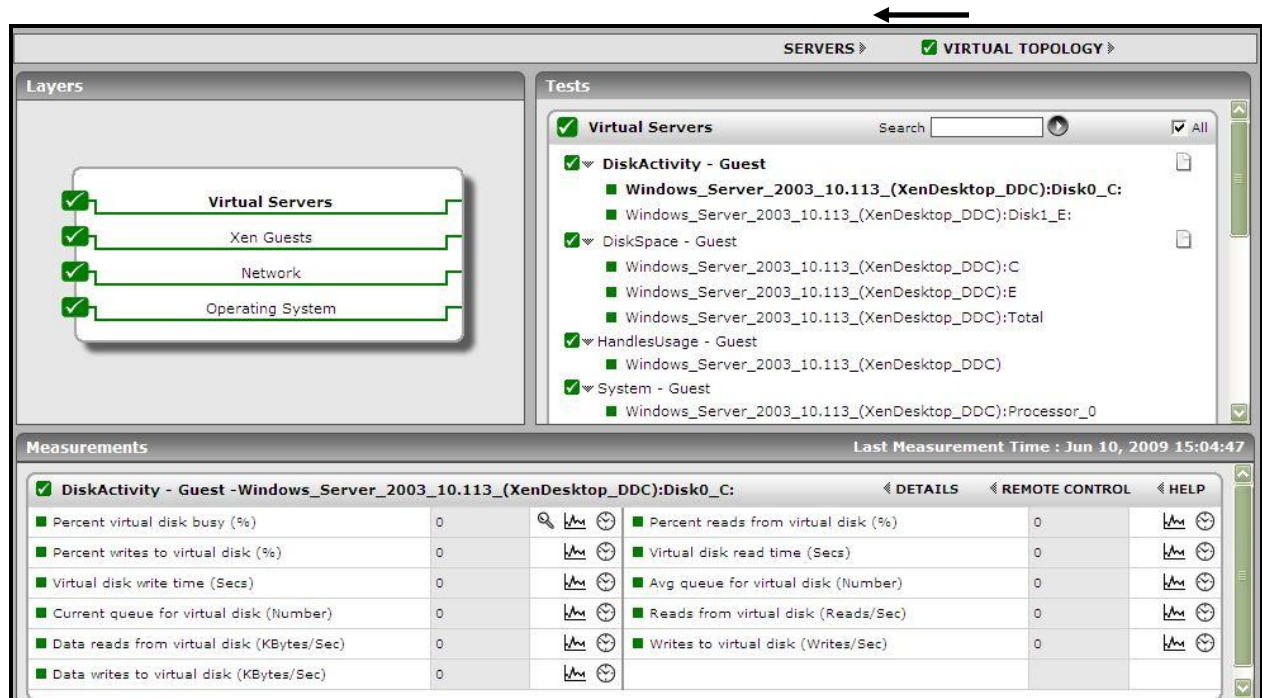 SERVERS VIRTUAL TOPOLOGY
Layers
Virtual Servers
Xen Guests
Network
Operating System
Tests
Virtual Servers Search All
DiskActivity - Guest
Windows_Server_2003_10.113_(XenDesktop_DDC):Disk0_C:
Windows_Server_2003_10.113_(XenDesktop_DDC):Disk1_E:
DiskSpace - Guest
Windows_Server_2003_10.113_(XenDesktop_DDC):C
Windows_Server_2003_10.113_(XenDesktop_DDC):E
Windows_Server_2003_10.113_(XenDesktop_DDC):Total
HandlesUsage - Guest
Windows_Server_2003_10.113_(XenDesktop_DDC)
System - Guest
Windows_Server_2003_10.113_(XenDesktop_DDC):Processor_0
Measurements Last Measurement Time : Jun 10, 2009 15:04:47
DiskActivity - Guest -Windows_Server_2003_10.113_(XenDesktop_DDC):Disk0_C: DETAILS REMOTE CONTROL HELP
Percent virtual disk busy (%) 0 Percent reads from virtual disk (%) 0
Percent writes to virtual disk (%) 0 Virtual disk read time (Secs) 0
Virtual disk write time (Secs) 0 Avg queue for virtual disk (Number) 0
Current queue for virtual disk (Number) 0 Reads from virtual disk (Reads/Sec) 0
Data reads from virtual disk (KBytes/Sec) 0 Writes to virtual disk (Writes/Sec) 0
Data writes to virtual disk (KBytes/Sec) 0